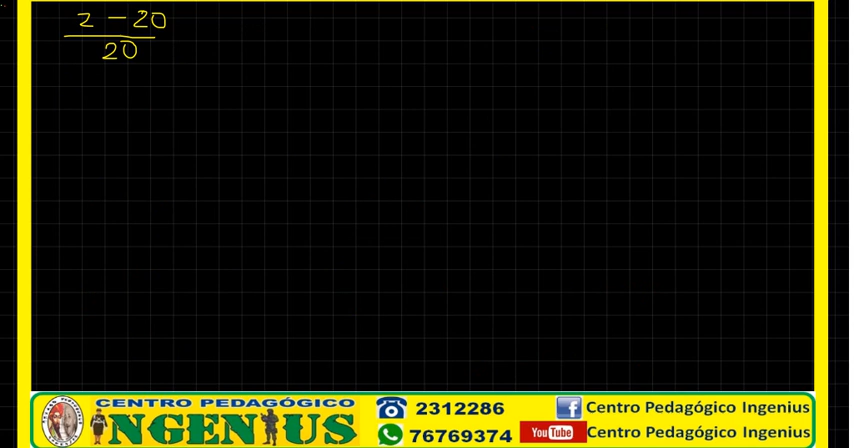 2 - 20
20
CENTRO PEDAGÓGICO
INGENIUS
2312286
76769374
Centro Pedagógico Ingenius
YouTube Centro Pedagógico Ingenius